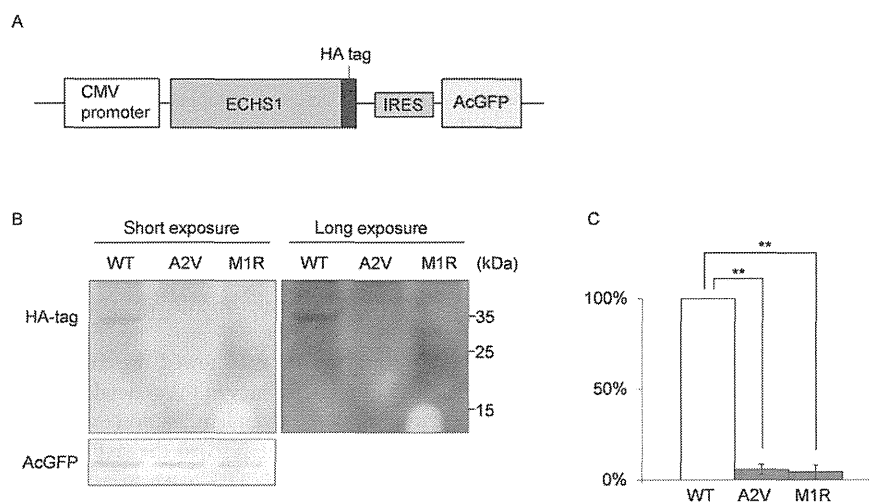 A
HA tag
CMV promoter
ECHS1
IRES
AcGFP
B
Short exposure
Long exposure
WT
A2V
M1R
WT
A2V
M1R
(kDa)
HA-tag
35
25
15
AcGFP
C
**
**
100%
50%
0%
WT
A2V
M1R